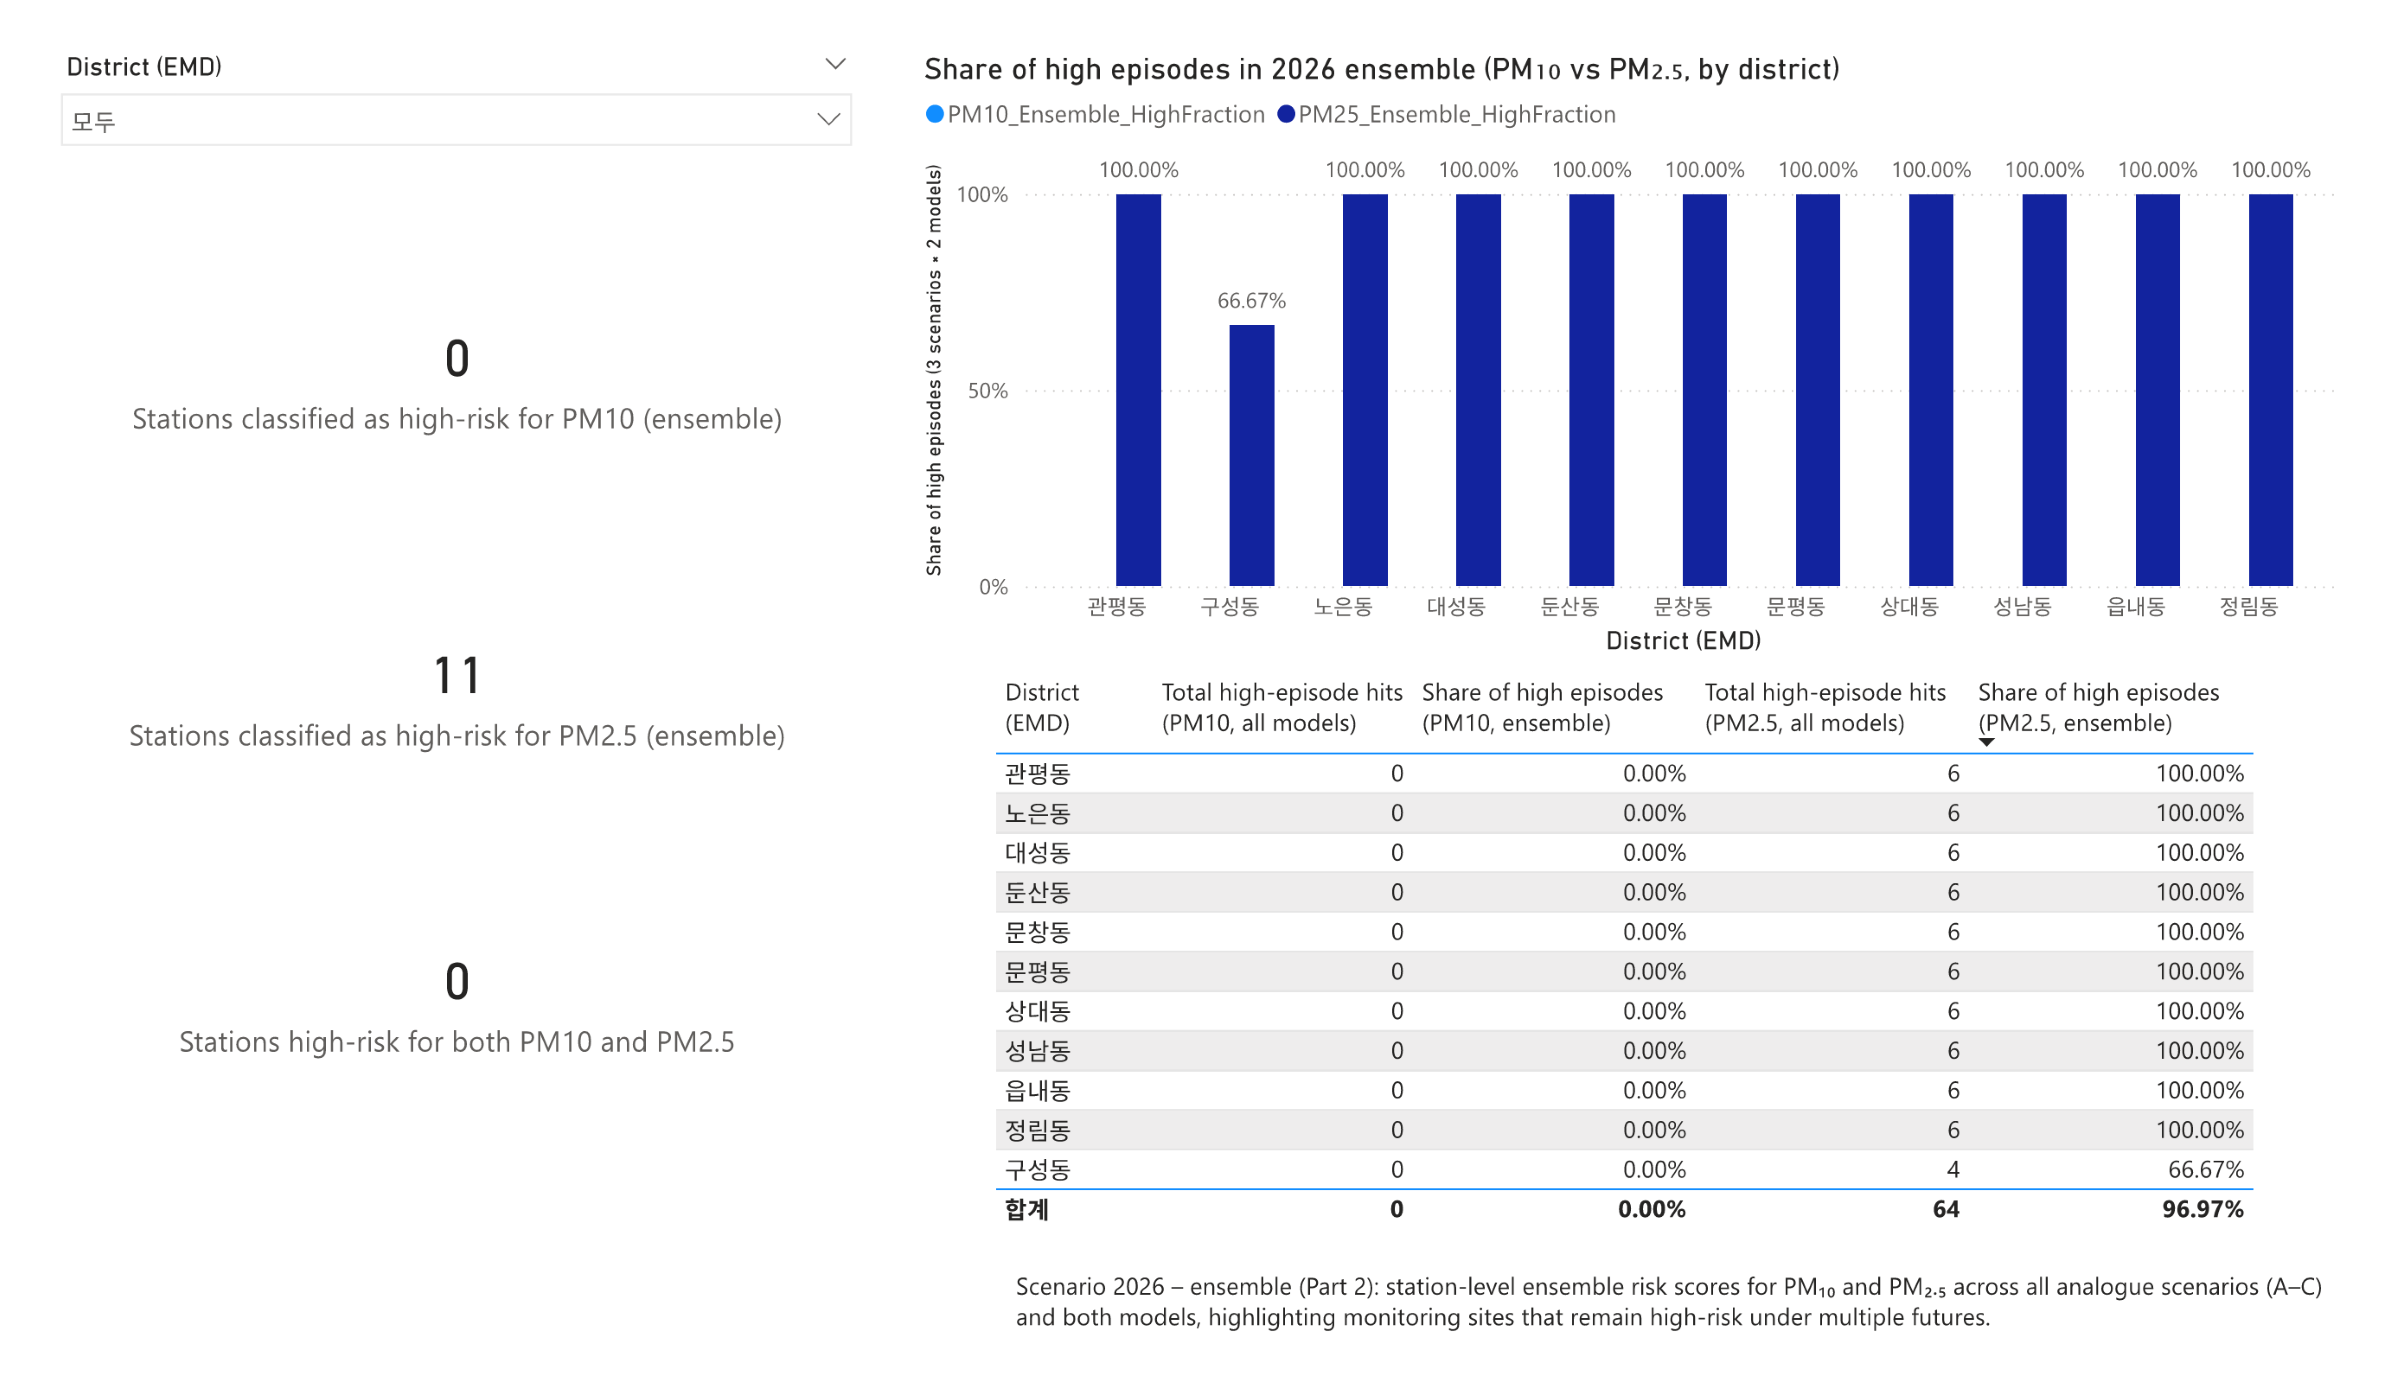 District (EMD)
모두
0
Stations classified as high-risk for PM10 (ensemble)
11
Stations classified as high-risk for PM2.5 (ensemble)
0
Stations high-risk for both PM10 and PM2.5
Share of high episodes in 2026 ensemble (PM₁₀ vs PM₂.₅, by district)
PM10_Ensemble_HighFraction PM25_Ensemble_HighFraction
Share of high episodes (3 scenarios × 2 models)
100%
50%
0%
100.00% 66.67% 100.00% 100.00% 100.00% 100.00% 100.00% 100.00% 100.00% 100.00% 100.00%
관평동 구성동 노은동 대성동 둔산동 문창동 문평동 상대동 성남동 읍내동 정림동
District (EMD)
District (EMD) Total high-episode hits (PM10, all models) Share of high episodes (PM10, ensemble) Total high-episode hits (PM2.5, all models) Share of high episodes (PM2.5, ensemble)
관평동 0 0.00% 6 100.00%
노은동 0 0.00% 6 100.00%
대성동 0 0.00% 6 100.00%
둔산동 0 0.00% 6 100.00%
문창동 0 0.00% 6 100.00%
문평동 0 0.00% 6 100.00%
상대동 0 0.00% 6 100.00%
성남동 0 0.00% 6 100.00%
읍내동 0 0.00% 6 100.00%
정림동 0 0.00% 6 100.00%
구성동 0 0.00% 4 66.67%
합계 0 0.00% 64 96.97%
Scenario 2026 – ensemble (Part 2): station-level ensemble risk scores for PM₁₀ and PM₂.₅ across all analogue scenarios (A–C)
and both models, highlighting monitoring sites that remain high-risk under multiple futures.